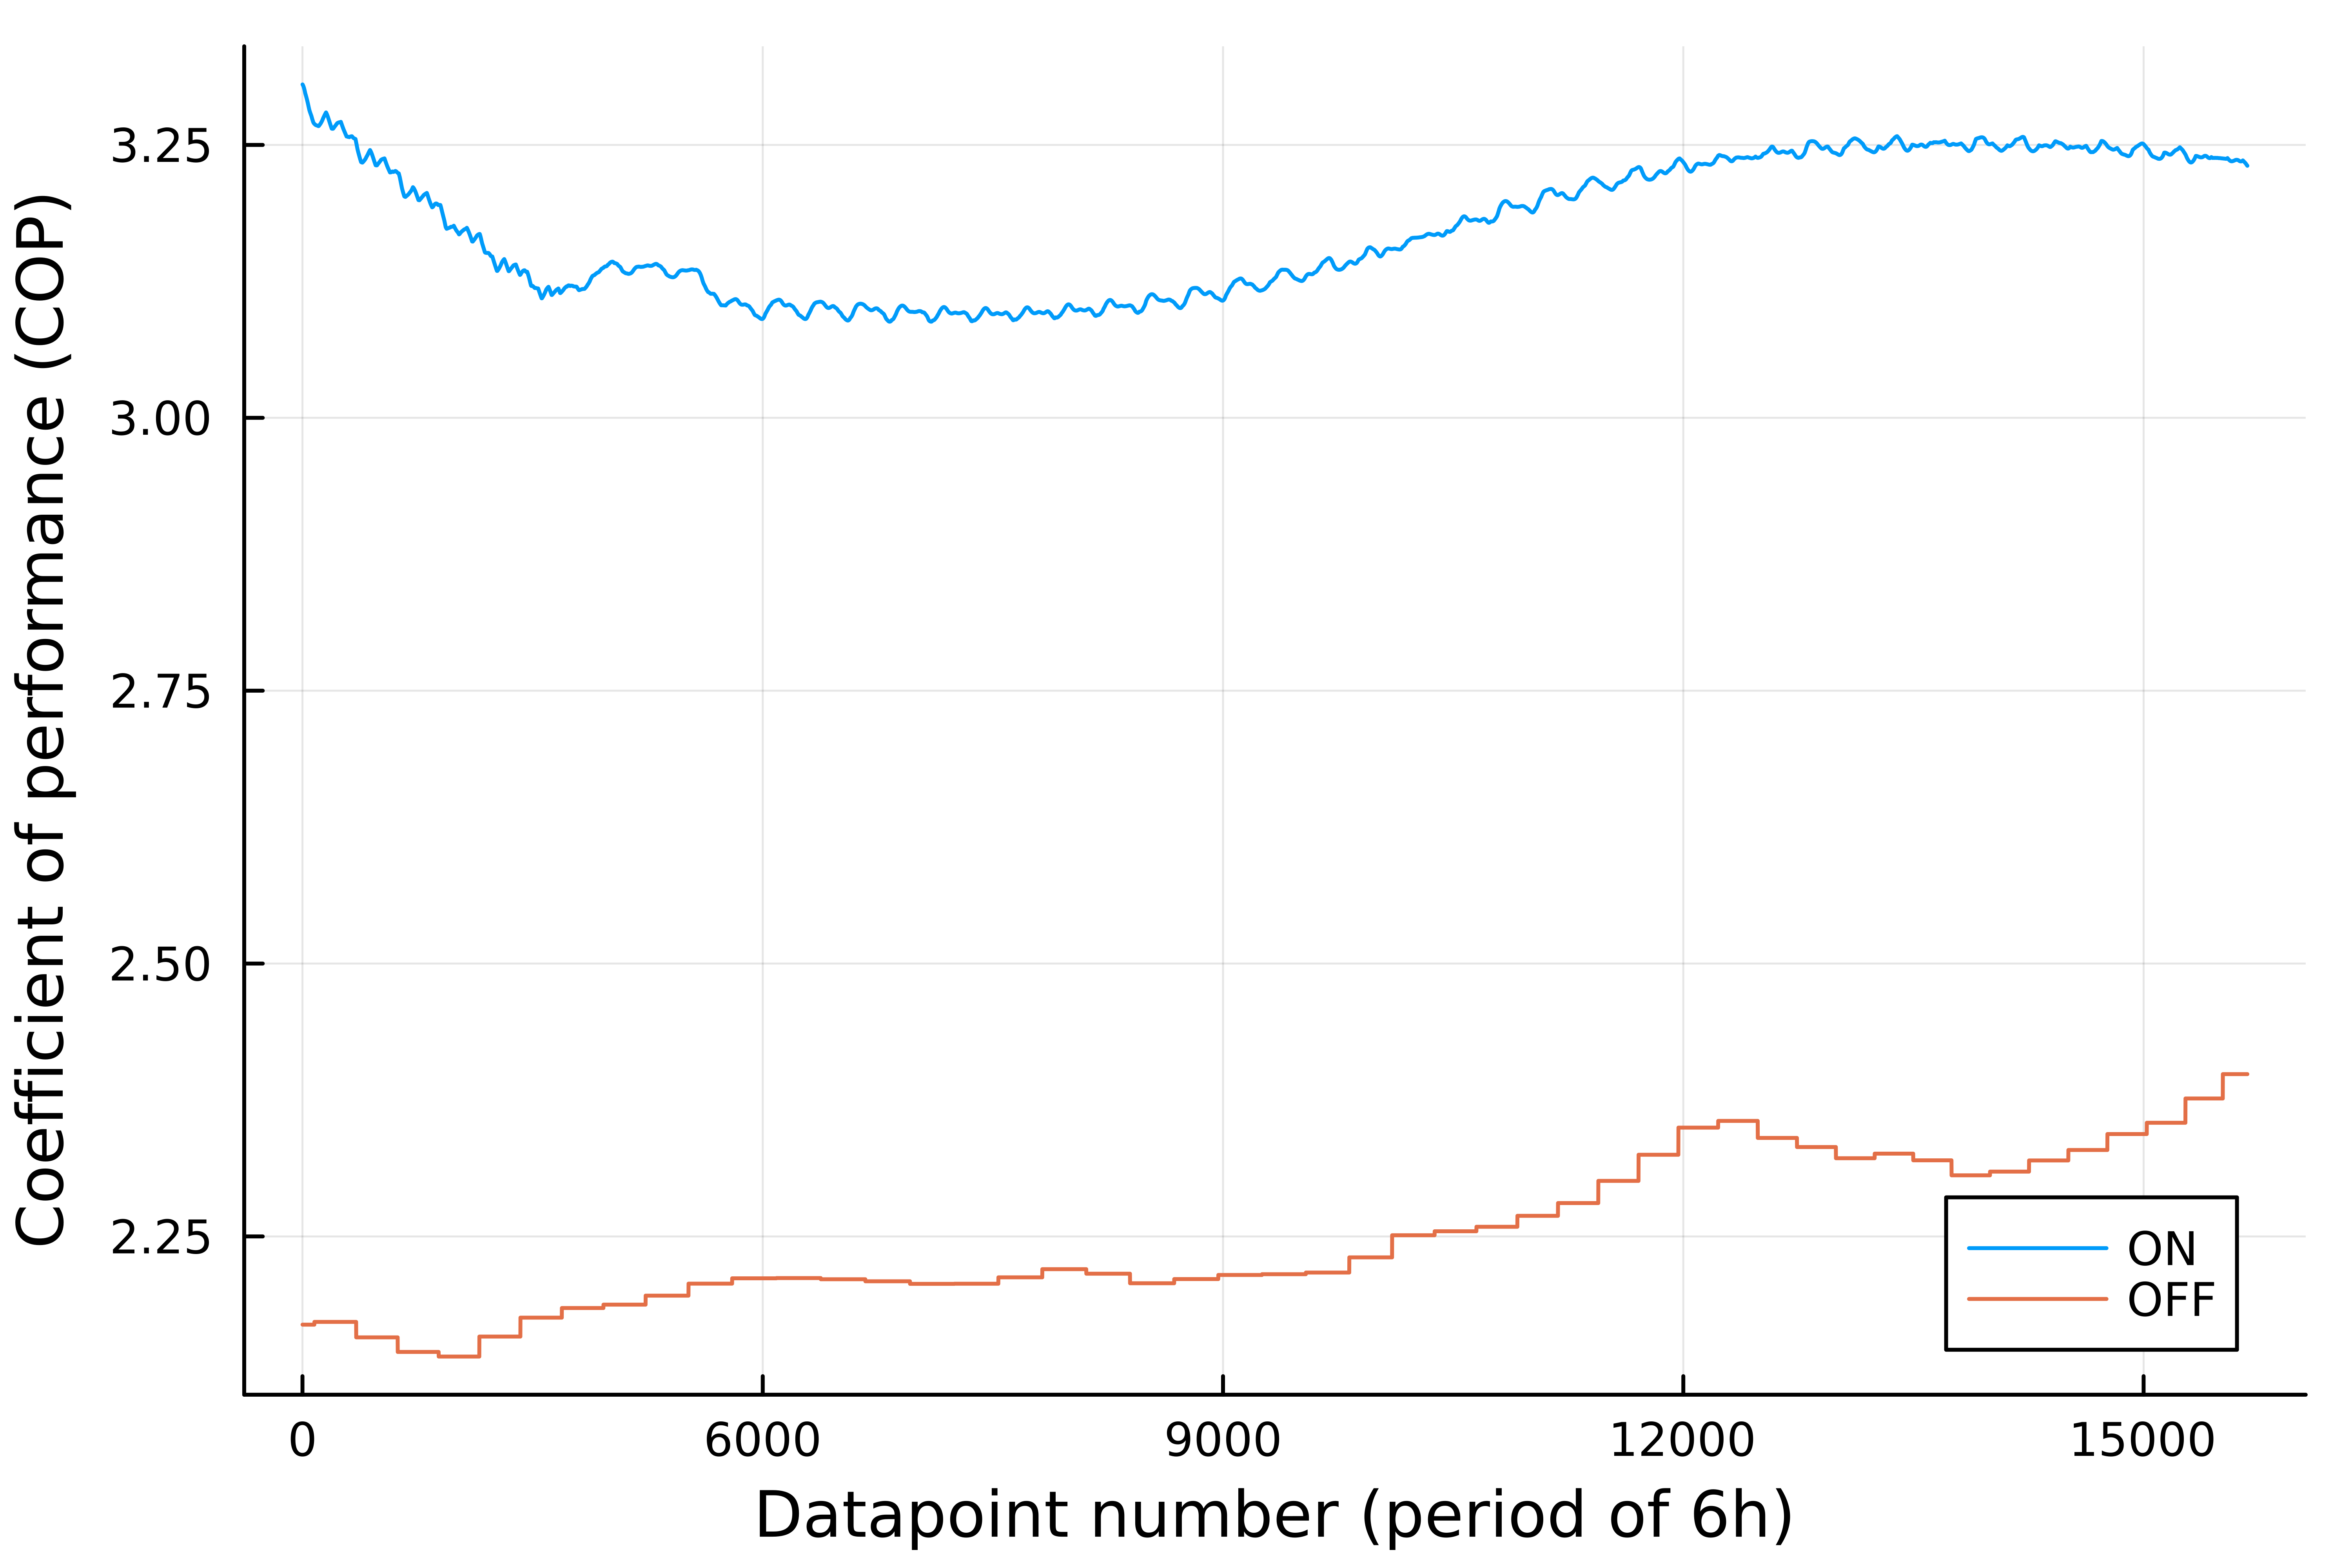 Coefficient of performance (COP)
3.25
3.00
2.75
2.50
2.25
ON
OFF
0
6000
9000
12000
15000
Datapoint number (period of 6h)